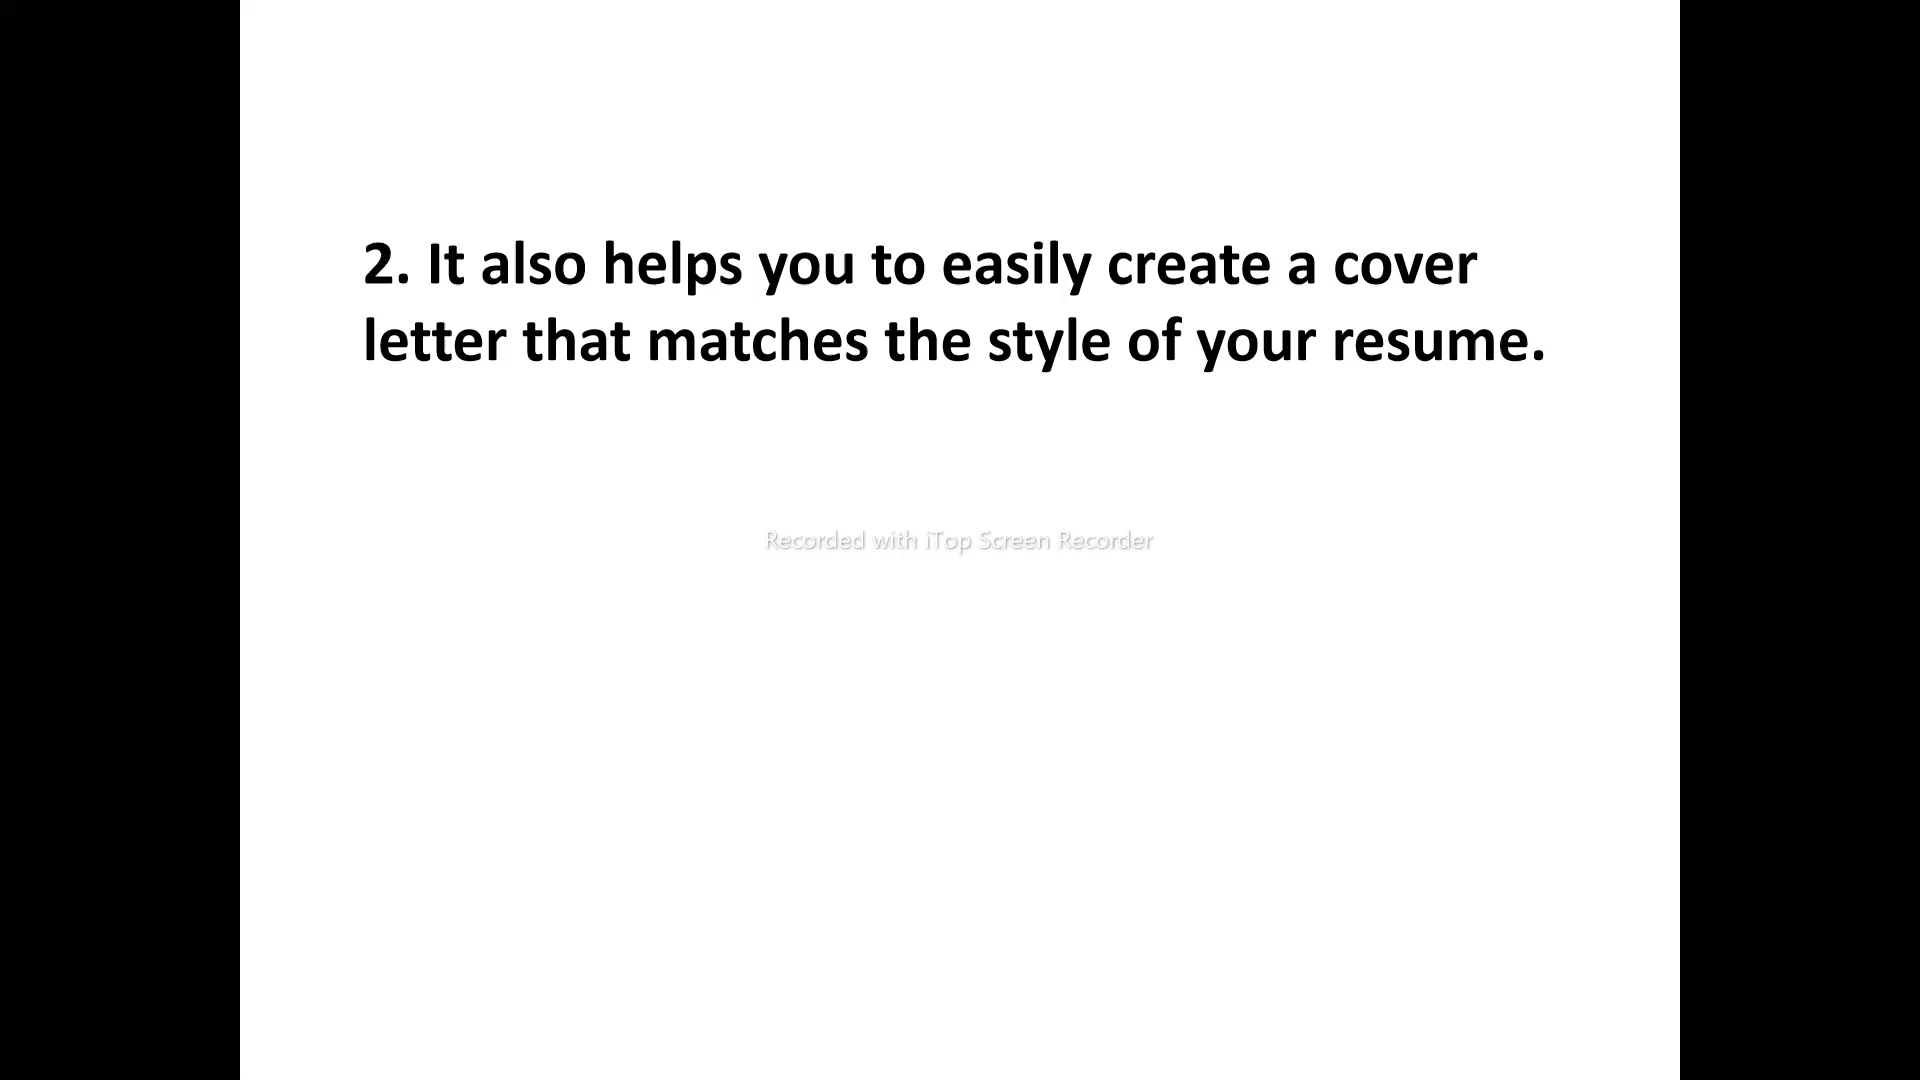 2. It also helps you to easily create a cover
letter that matches the style of your resume.
Recorded with iTop Screen Recorder